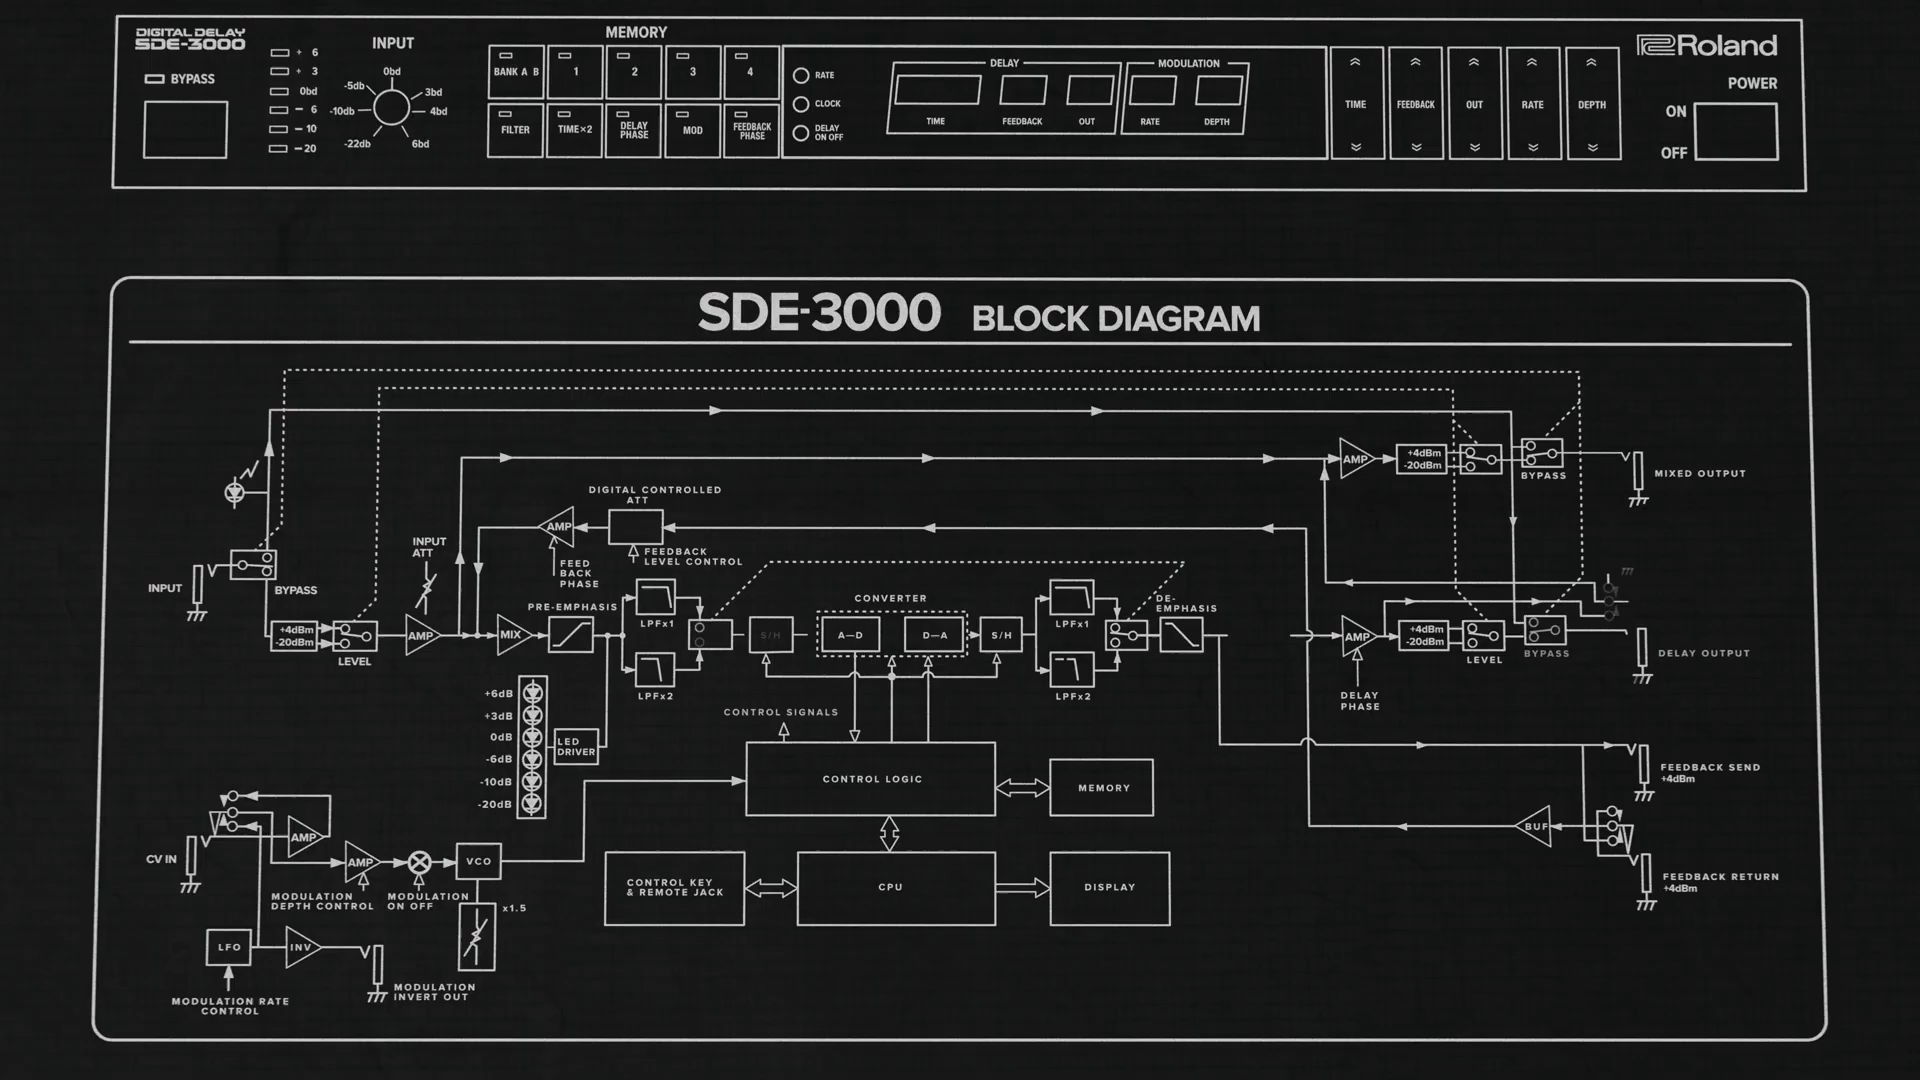 DIGITAL DELAY
SDE-3000
BYPASS
+ 6
+ 3
0bd
- 6
- 10
- 20
INPUT
0bd
-5db
3bd
-10db
4bd
-22db
6bd
MEMORY
BANK A B
1
2
3
4
FILTER
TIME×2
DELAY
PHASE
MOD
FEEDBACK
PHASE
RATE
CLOCK
DELAY
ON OFF
DELAY
TIME
FEEDBACK
OUT
MODULATION
RATE
DEPTH
TIME
FEEDBACK
OUT
RATE
DEPTH
Roland
POWER
ON
OFF
SDE-3000 BLOCK DIAGRAM
INPUT
BYPASS
+4dBm
-20dBm
LEVEL
INPUT
ATT
AMP
MIX
PRE-EMPHASIS
DIGITAL CONTROLLED
ATT
AMP
FEED
BACK
PHASE
FEEDBACK
LEVEL CONTROL
LPFx1
LPFx2
S/H
CONVERTER
A—D
D—A
S/H
LPFx1
LPFx2
DE-
EMPHASIS
AMP
+4dBm
-20dBm
BYPASS
MIXED OUTPUT
AMP
DELAY
PHASE
+4dBm
-20dBm
LEVEL
BYPASS
DELAY OUTPUT
+6dB
+3dB
0dB
-6dB
-10dB
-20dB
LED
DRIVER
CONTROL SIGNALS
CONTROL LOGIC
MEMORY
CONTROL KEY
& REMOTE JACK
CPU
DISPLAY
FEEDBACK SEND
+4dBm
BUF
FEEDBACK RETURN
+4dBm
CV IN
AMP
AMP
MODULATION
DEPTH CONTROL
MODULATION
ON OFF
VCO
x1.5
LFO
INV
MODULATION RATE
CONTROL
MODULATION
INVERT OUT